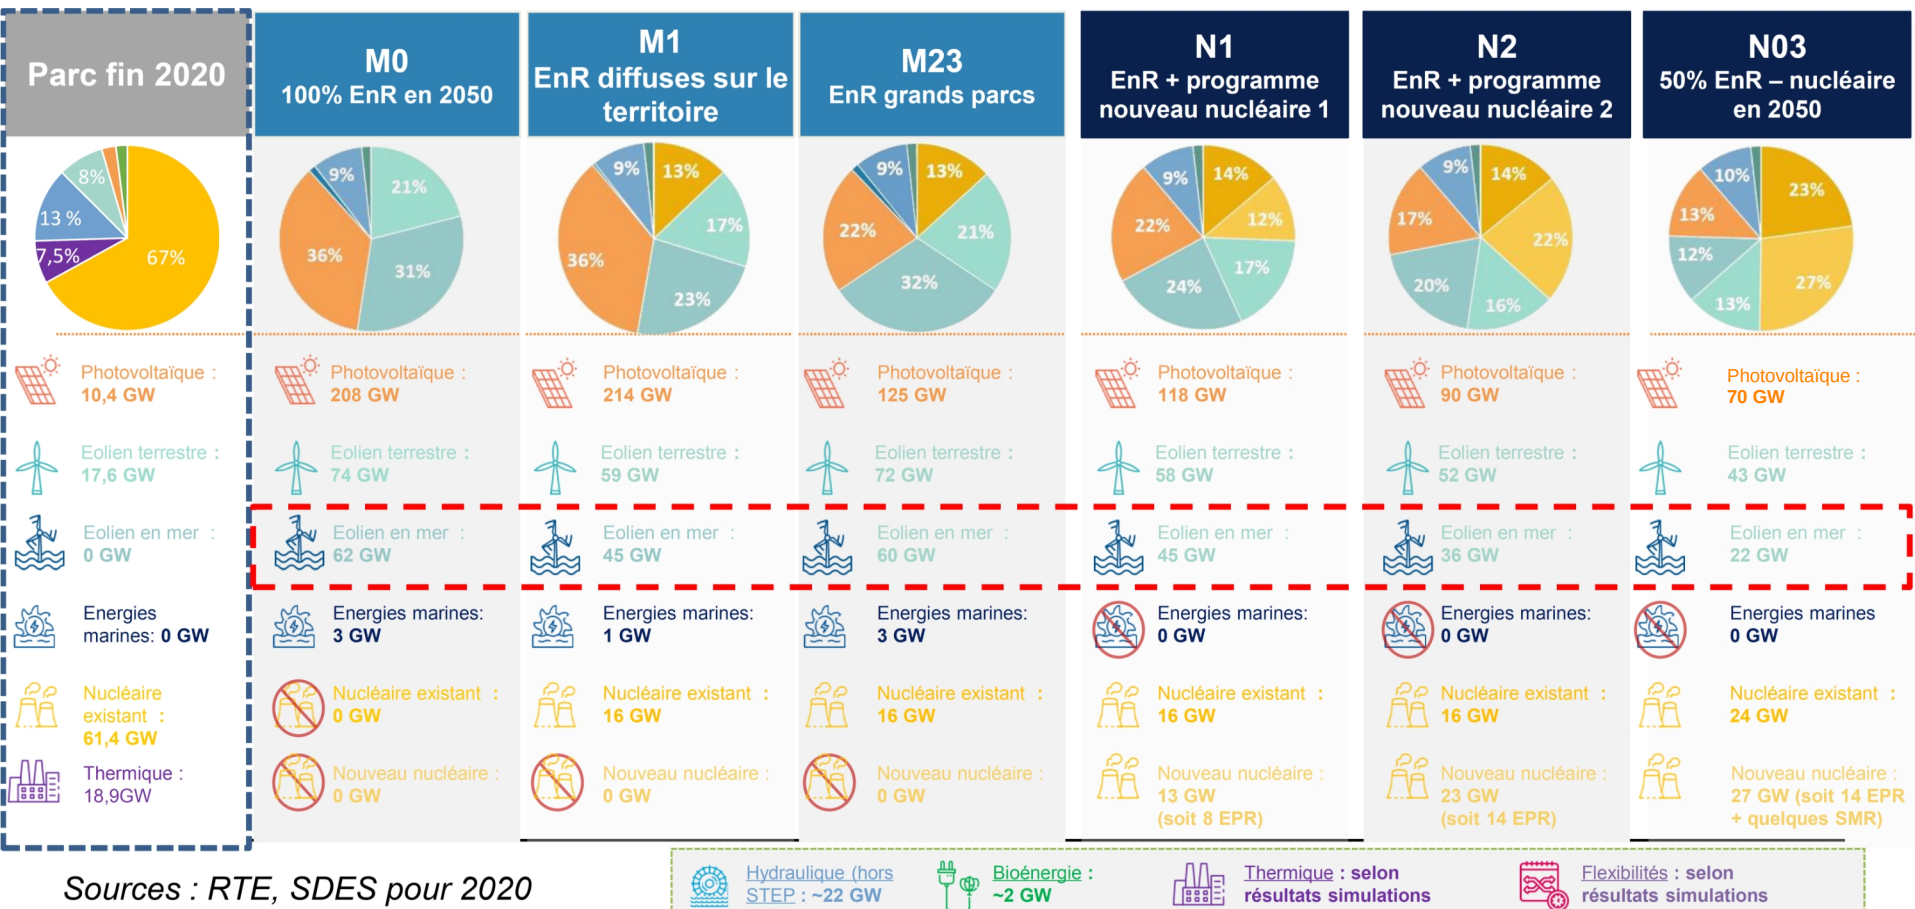 Parc fin 2020
67%
7,5%
13 %
8%
Photovoltaïque :
10,4 GW
Eolien terrestre :
17,6 GW
Eolien en mer :
0 GW
Energies
marines: 0 GW
Nucléaire
existant :
61,4 GW
Thermique :
18,9GW
M0
100% EnR en 2050
9%
21%
36%
31%
Photovoltaïque :
208 GW
Eolien terrestre :
74 GW
Eolien en mer :
62 GW
Energies marines:
3 GW
Nucléaire existant :
0 GW
Nouveau nucléaire :
0 GW
M1
EnR diffuses sur le
territoire
9%
13%
17%
36%
23%
Photovoltaïque :
214 GW
Eolien terrestre :
59 GW
Eolien en mer :
45 GW
Energies marines:
1 GW
Nucléaire existant :
16 GW
Nouveau nucléaire :
0 GW
M23
EnR grands parcs
9%
13%
22%
21%
32%
Photovoltaïque :
125 GW
Eolien terrestre :
72 GW
Eolien en mer :
60 GW
Energies marines:
3 GW
Nucléaire existant :
16 GW
Nouveau nucléaire :
0 GW
N1
EnR + programme
nouveau nucléaire 1
9%
14%
22%
12%
17%
24%
Photovoltaïque :
118 GW
Eolien terrestre :
58 GW
Eolien en mer :
45 GW
Energies marines:
0 GW
Nucléaire existant :
16 GW
Nouveau nucléaire :
13 GW
(soit 8 EPR)
N2
EnR + programme
nouveau nucléaire 2
9%
14%
17%
22%
20%
16%
Photovoltaïque :
90 GW
Eolien terrestre :
52 GW
Eolien en mer :
36 GW
Energies marines:
0 GW
Nucléaire existant :
16 GW
Nouveau nucléaire :
23 GW
(soit 14 EPR)
N03
50% EnR – nucléaire
en 2050
10%
23%
13%
12%
27%
13%
Photovoltaïque :
70 GW
Eolien terrestre :
43 GW
Eolien en mer :
22 GW
Energies marines
0 GW
Nucléaire existant :
24 GW
Nouveau nucléaire :
27 GW (soit 14 EPR
+ quelques SMR)
Sources : RTE, SDES pour 2020
Hydraulique (hors
STEP : ~22 GW
Bioénergie :
~2 GW
Thermique : selon
résultats simulations
Flexibilités : selon
résultats simulations